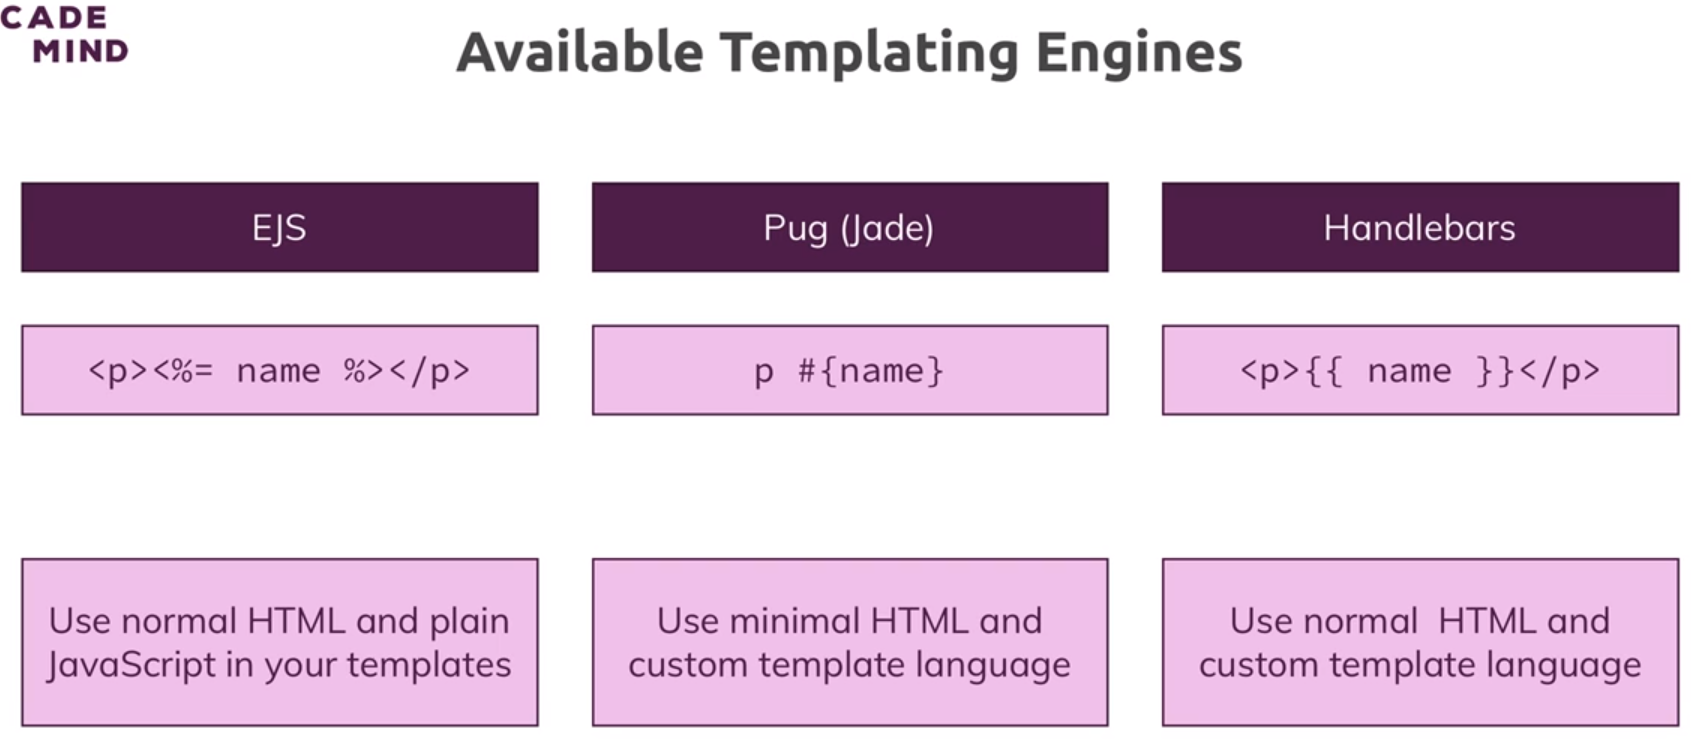 CADE
MIND
Available Templating Engines
EJS
Pug (Jade)
Handlebars
<p><%= name %></p>
p #{name}
<p>{{ name }}</p>
Use normal HTML and plain
JavaScript in your templates
Use minimal HTML and
custom template language
Use normal  HTML and
custom template language